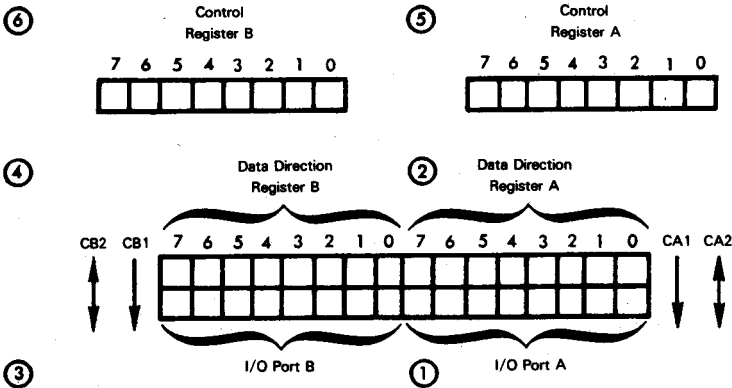 ⑥ Control Register B
7 6 5 4 3 2 1 0
⑤ Control Register A
7 6 5 4 3 2 1 0
④ Data Direction Register B
② Data Direction Register A
CB2 CB1 7 6 5 4 3 2 1 0 7 6 5 4 3 2 1 0 CA1 CA2
③ I/O Port B
① I/O Port A